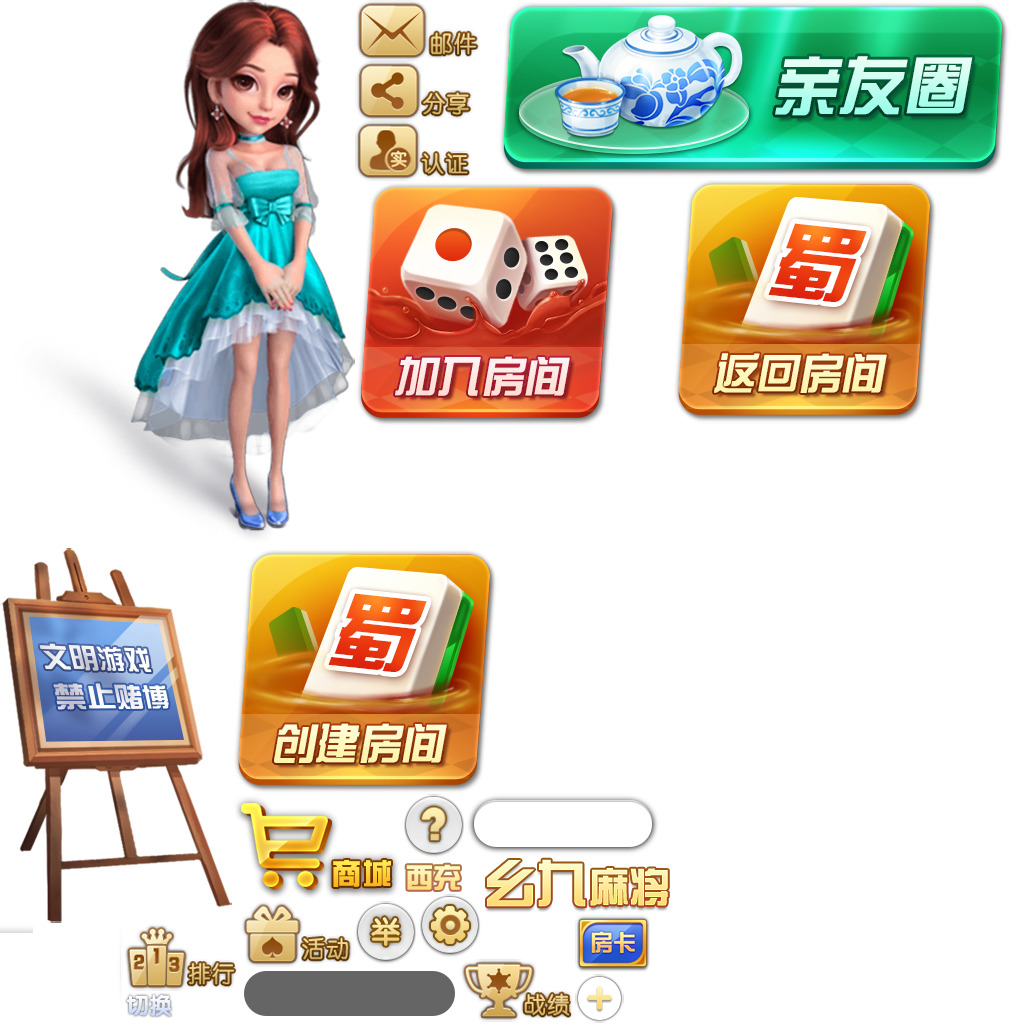 邮件
分享
实
认证
亲友圈
蜀
加入房间
蜀
返回房间
文明游戏
禁止赌博
蜀
创建房间
?
商城
西充
幺九麻将
活动
举
房卡
1
2
3
排行
切换
战绩